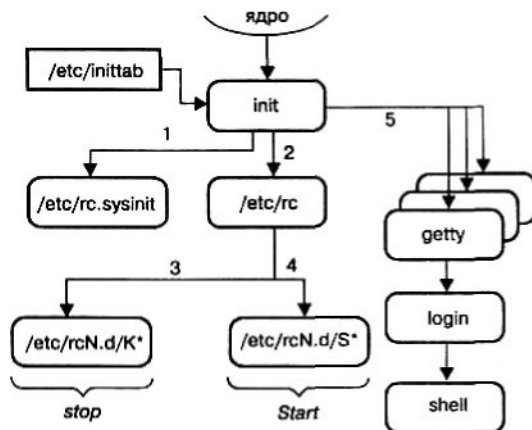 ядро
/etc/inittab
init
1
2
5
/etc/rc.sysinit
/etc/rc
getty
3
4
login
/etc/rcN.d/K*
/etc/rcN.d/S*
stop
Start
shell